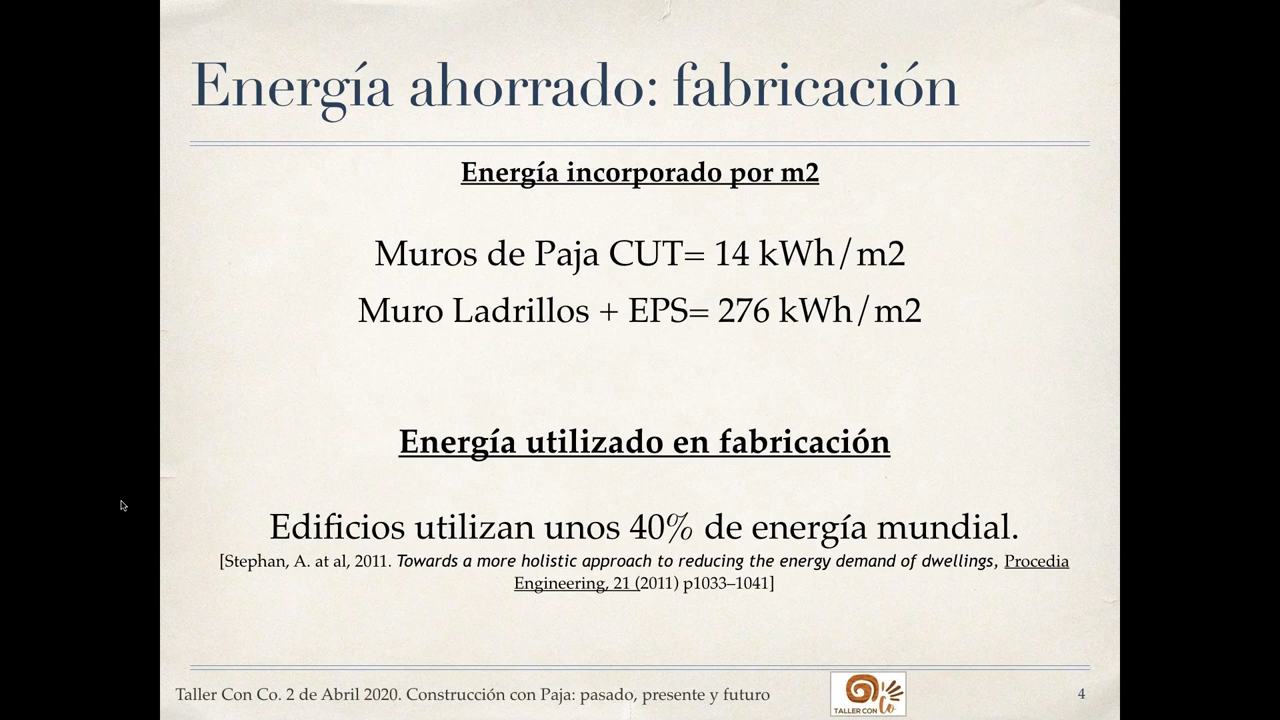 Energía ahorrado: fabricación
Energía incorporado por m2
Muros de Paja CUT= 14 kWh/m2
Muro Ladrillos + EPS= 276 kWh/m2
Energía utilizado en fabricación
Edificios utilizan unos 40% de energía mundial.
[Stephan, A. at al, 2011. Towards a more holistic approach to reducing the energy demand of dwellings, Procedia
Engineering, 21 (2011) p1033–1041]
Taller Con Co. 2 de Abril 2020. Construcción con Paja: pasado, presente y futuro
TALLER CON Co
4